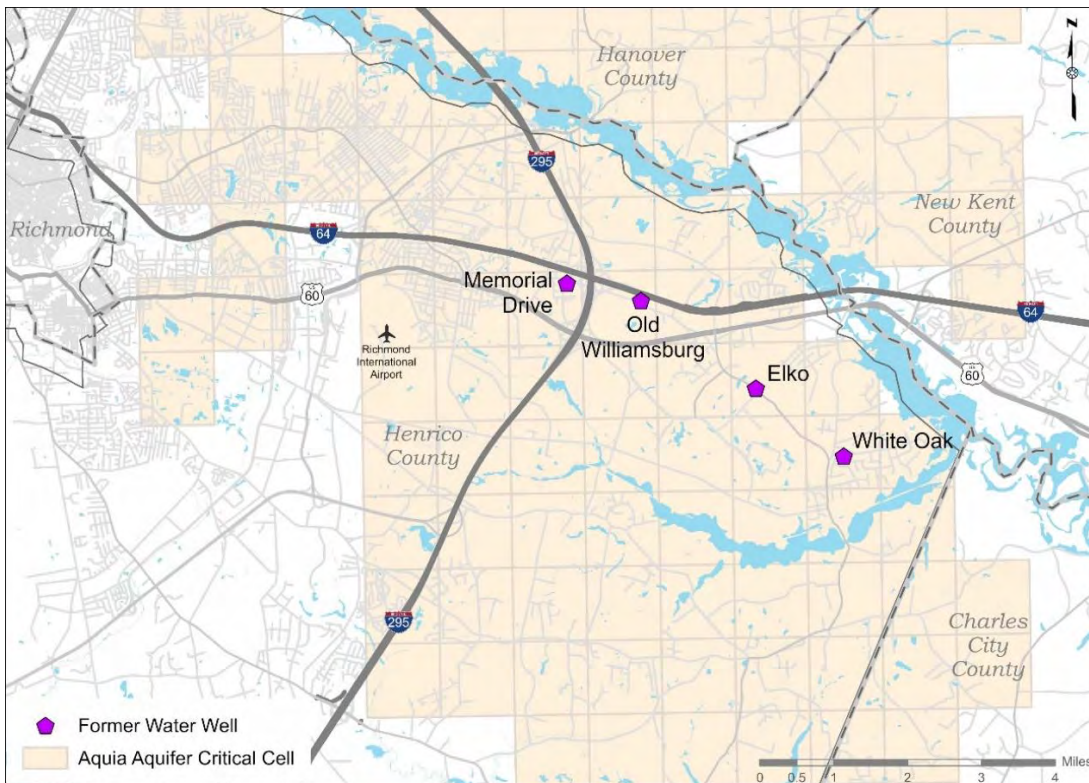 Hanover
County
N
295
New Kent
County
Richmond
64
Memorial
Drive
60
Old
Williamsburg
64
Richmond
International
Airport
Elko
60
Henrico
County
White Oak
295
Charles
City
County
Former Water Well
Aquia Aquifer Critical Cell
Miles
0 0.5 1 2 3 4